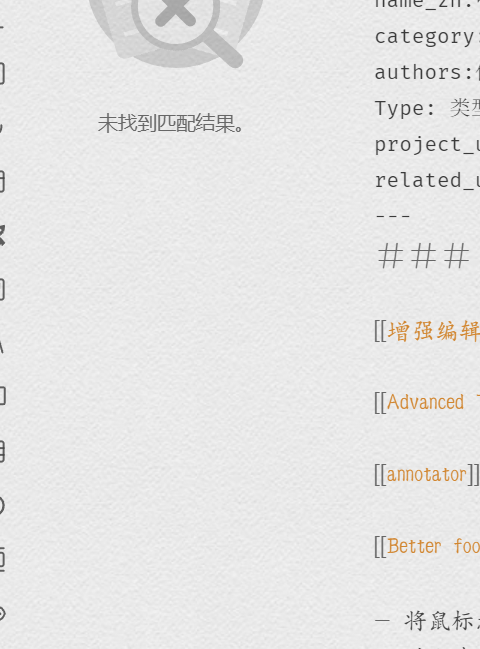 未找到匹配结果。
name_zh:
category:
authors:
Type: 类型
project_u
related_u
---
###
[[增强编辑
[[Advanced
[[annotator]]
[[Better foo
— 将鼠标